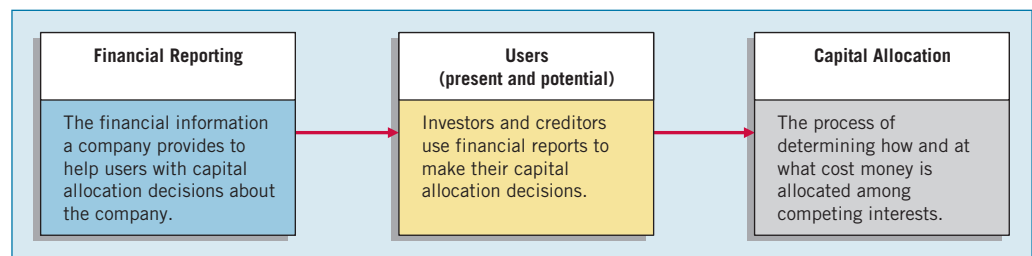 Financial Reporting
The financial information
a company provides to
help users with capital
allocation decisions about
the company.
Users
(present and potential)
Investors and creditors
use financial reports to
make their capital
allocation decisions.
Capital Allocation
The process of
determining how and at
what cost money is
allocated among
competing interests.